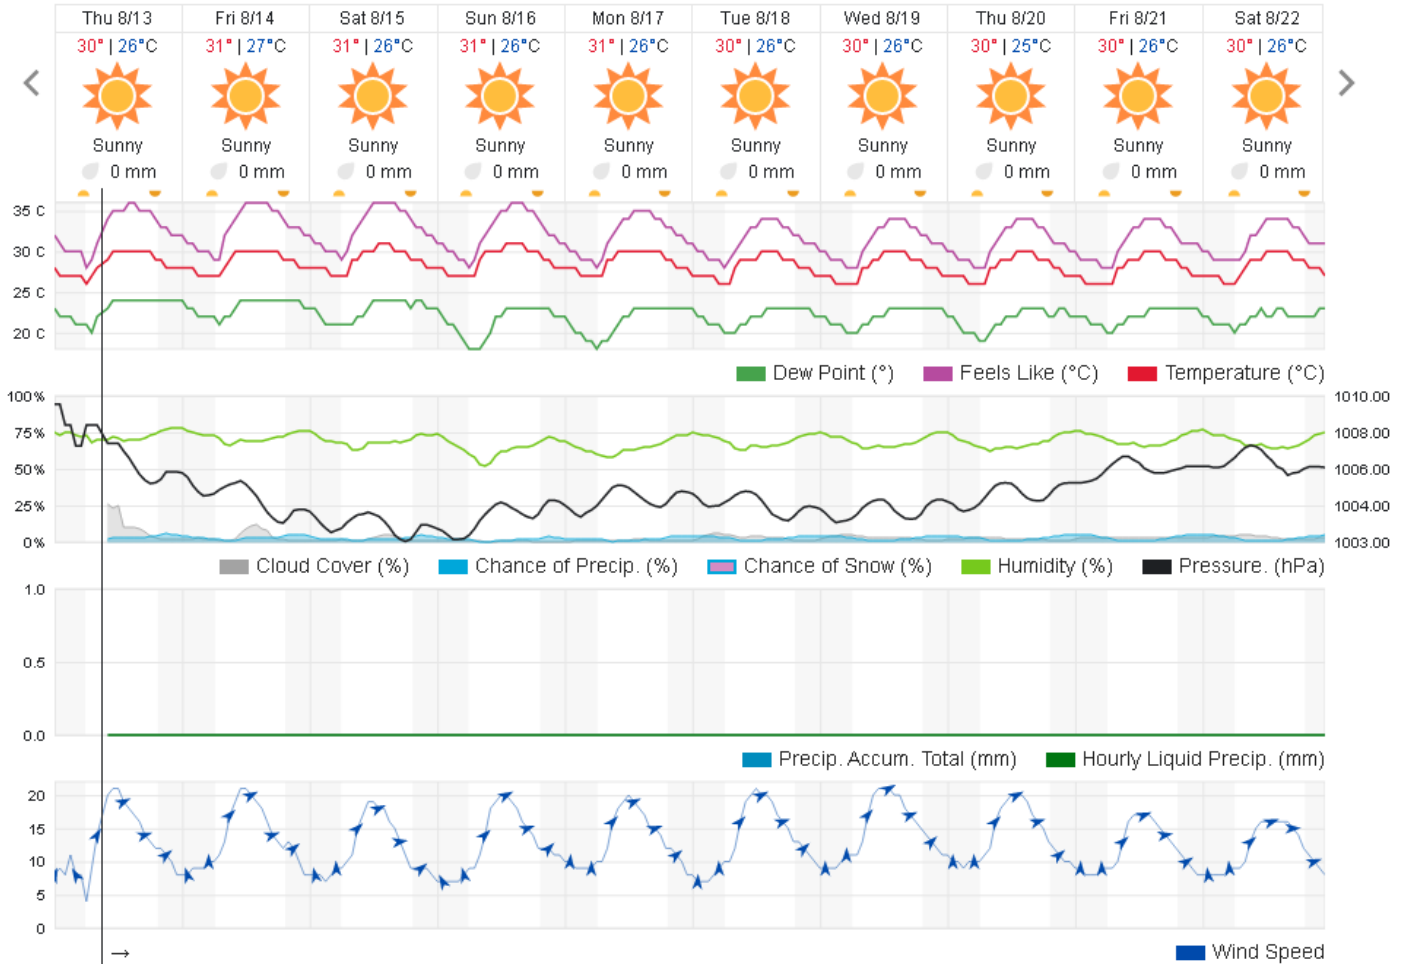 Thu 8/13 Fri 8/14 Sat 8/15 Sun 8/16 Mon 8/17 Tue 8/18 Wed 8/19 Thu 8/20 Fri 8/21 Sat 8/22
30° | 26°C 31° | 27°C 31° | 26°C 31° | 26°C 31° | 26°C 30° | 26°C 30° | 26°C 30° | 25°C 30° | 26°C 30° | 26°C
Sunny Sunny Sunny Sunny Sunny Sunny Sunny Sunny Sunny Sunny
0 mm 0 mm 0 mm 0 mm 0 mm 0 mm 0 mm 0 mm 0 mm 0 mm
35 C
30 C
25 C
20 C
Dew Point (°) Feels Like (°C) Temperature (°C)
100% 1010.00
75% 1008.00
50% 1006.00
25% 1004.00
0% 1003.00
Cloud Cover (%) Chance of Precip. (%) Chance of Snow (%) Humidity (%) Pressure. (hPa)
1.0
0.5
0.0
Precip. Accum. Total (mm) Hourly Liquid Precip. (mm)
20
15
10
5
0
→
Wind Speed